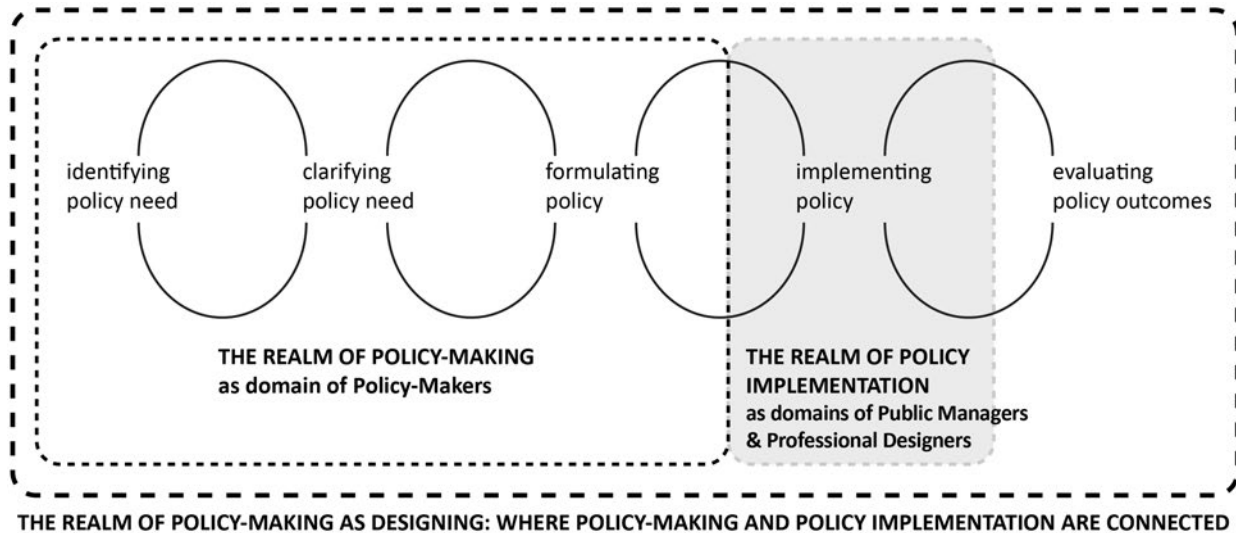 identifying
policy need
clarifying
policy need
formulating
policy
implementing
policy
evaluating
policy outcomes
THE REALM OF POLICY-MAKING
as domain of Policy-Makers
THE REALM OF POLICY
IMPLEMENTATION
as domains of Public Managers
& Professional Designers
THE REALM OF POLICY-MAKING AS DESIGNING: WHERE POLICY-MAKING AND POLICY IMPLEMENTATION ARE CONNECTED